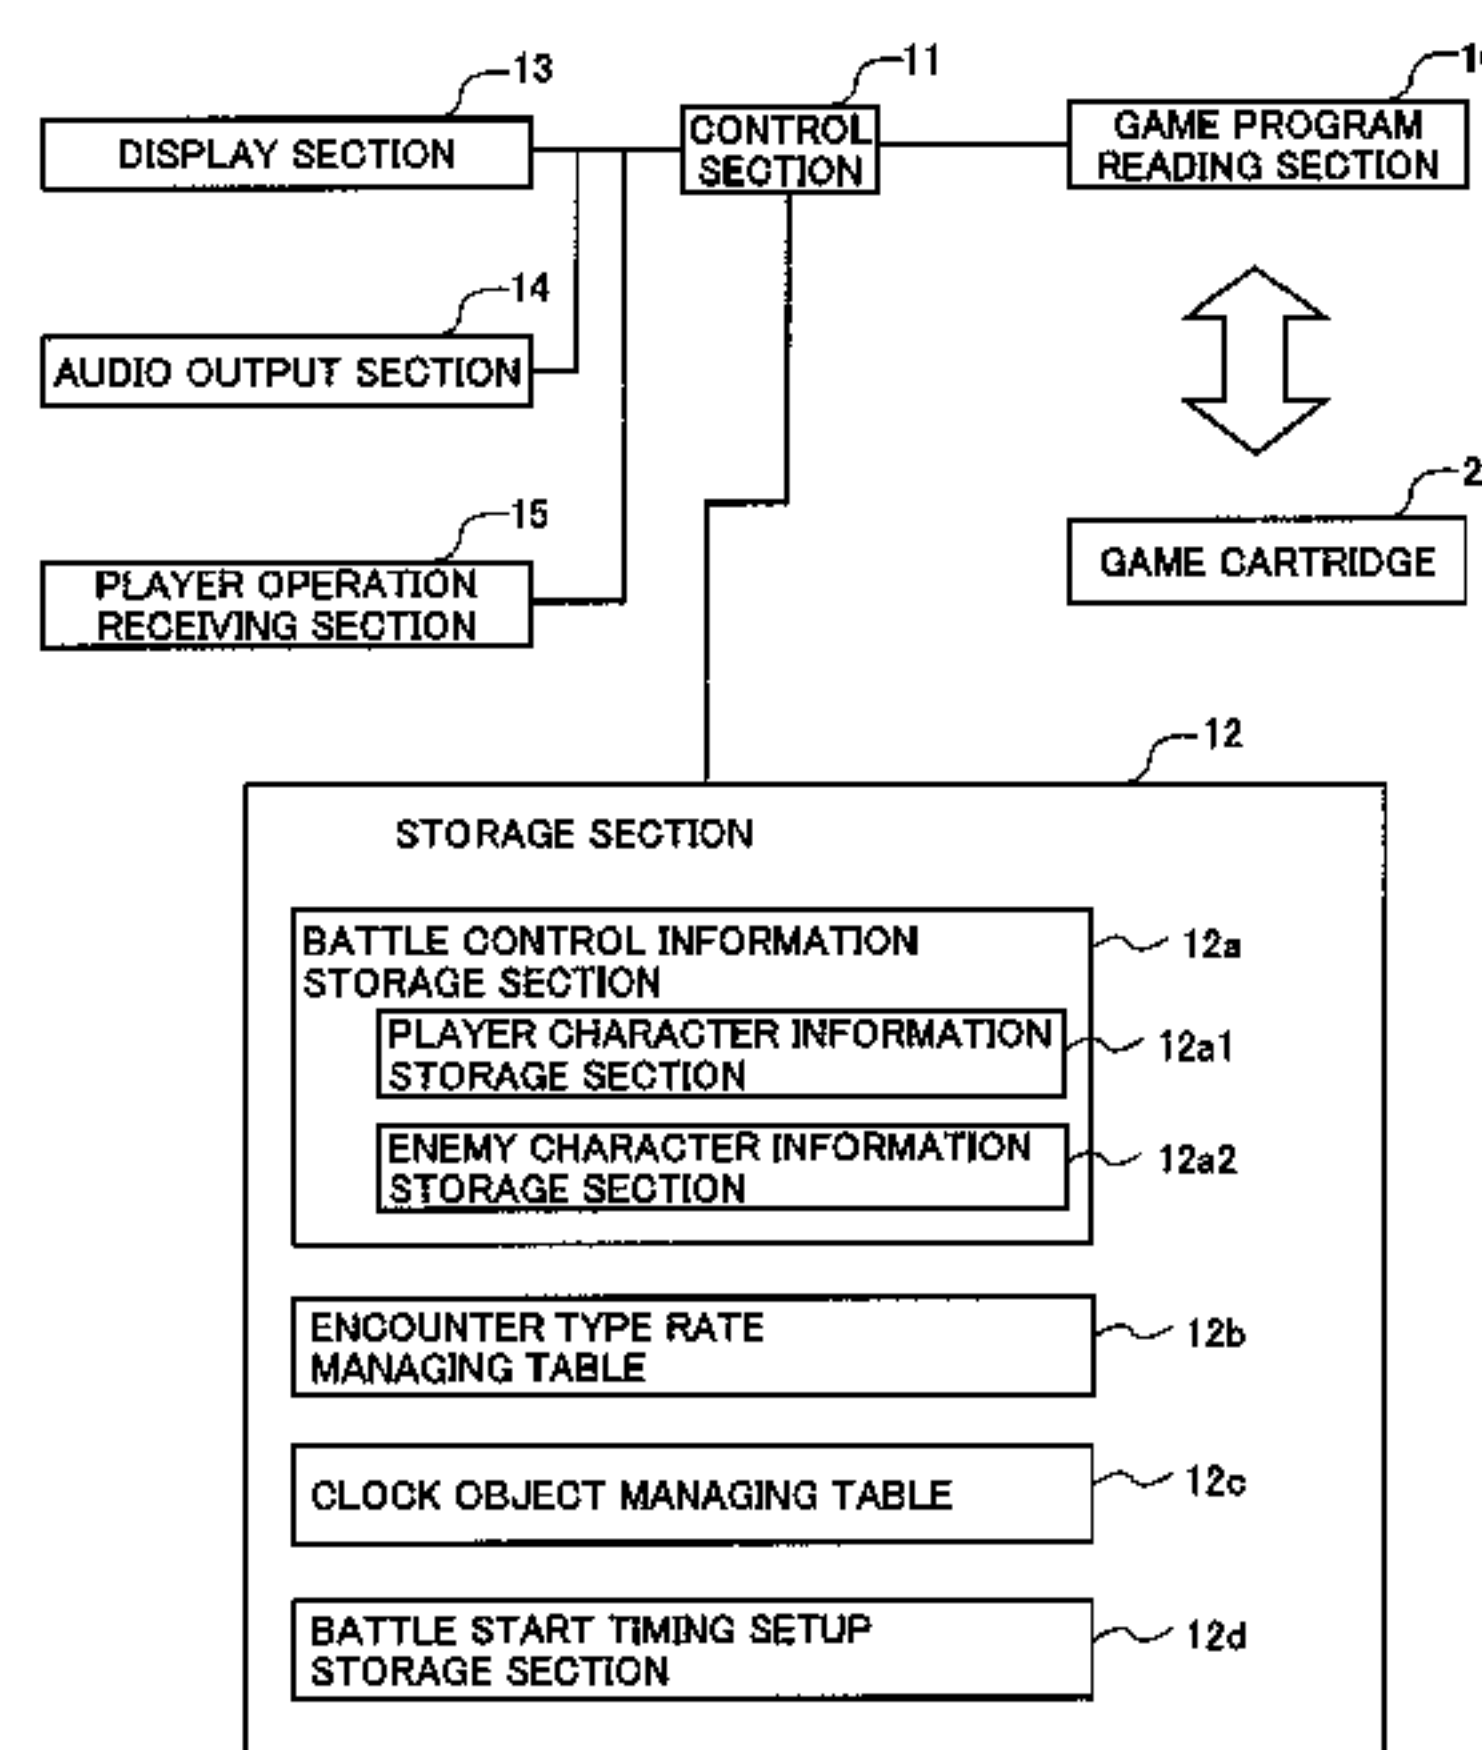 13
DISPLAY SECTION
11
CONTROL
SECTION
GAME PROGRAM
READING SECTION
14
AUDIO OUTPUT SECTION
15
PLAYER OPERATION
RECEIVING SECTION
GAME CARTRIDGE
12
STORAGE SECTION
BATTLE CONTROL INFORMATION
STORAGE SECTION
12a
PLAYER CHARACTER INFORMATION
STORAGE SECTION
12a1
ENEMY CHARACTER INFORMATION
STORAGE SECTION
12a2
ENCOUNTER TYPE RATE
MANAGING TABLE
12b
CLOCK OBJECT MANAGING TABLE
12c
BATTLE START TIMING SETUP
STORAGE SECTION
12d